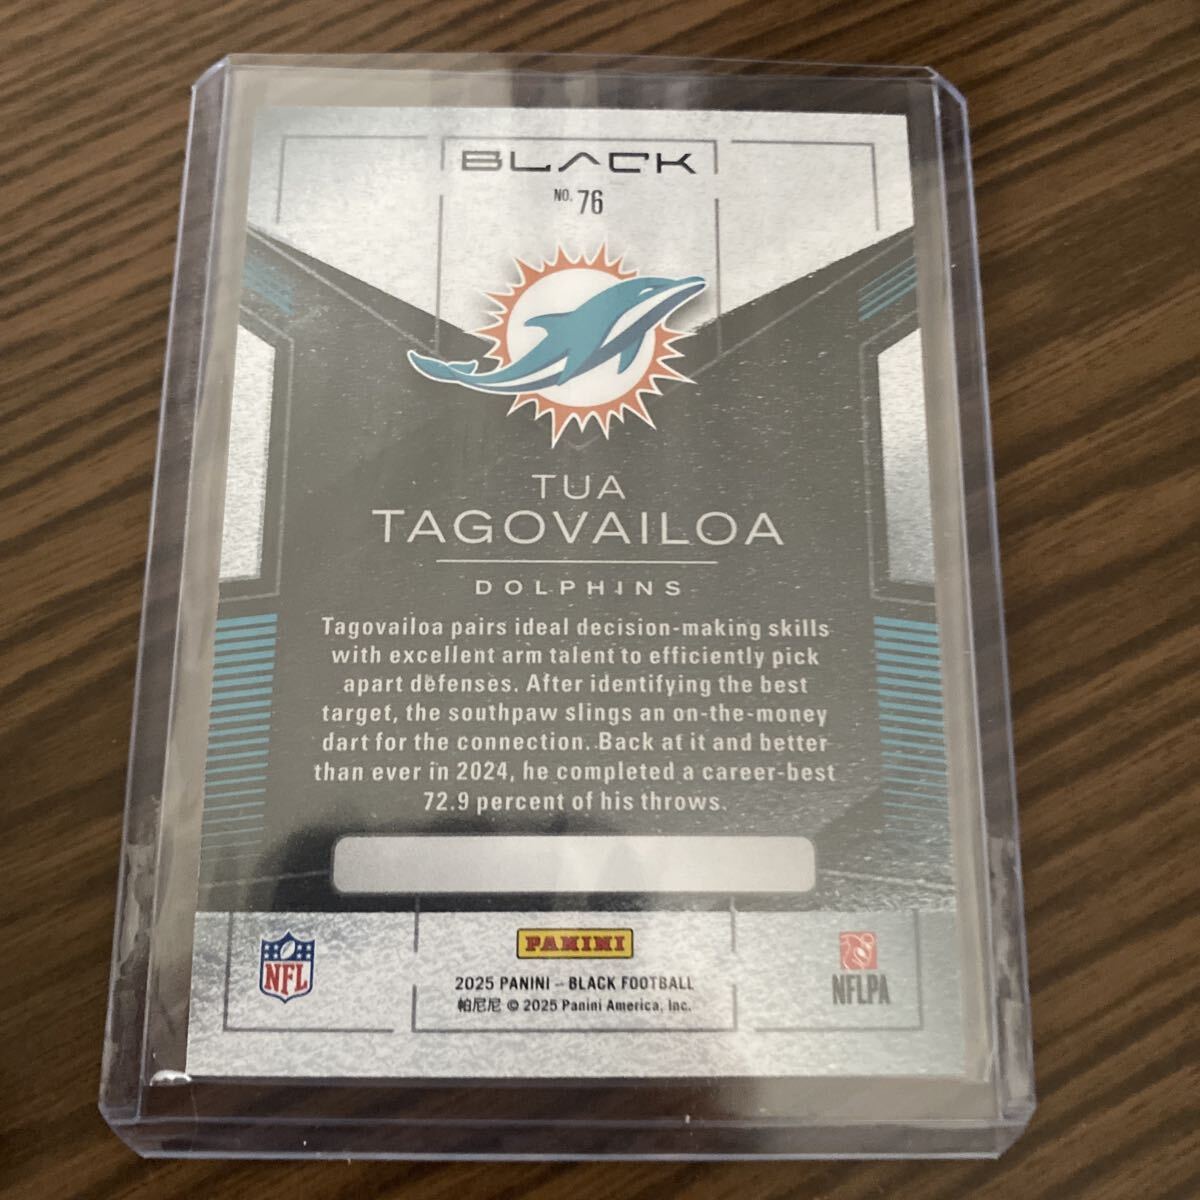 BLACK
NO. 76
TUA
TAGOVAILOA
DOLPHINS
Tagovailoa pairs ideal decision-making skills
with excellent arm talent to efficiently pick
apart defenses. After identifying the best
target, the southpaw slings an on-the-money
dart for the connection. Back at it and better
than ever in 2024, he completed a career-best
72.9 percent of his throws.
PANINI
NFL
2025 PANINI – BLACK FOOTBALL
帕尼尼 © 2025 Panini America, Inc.
NFLPA